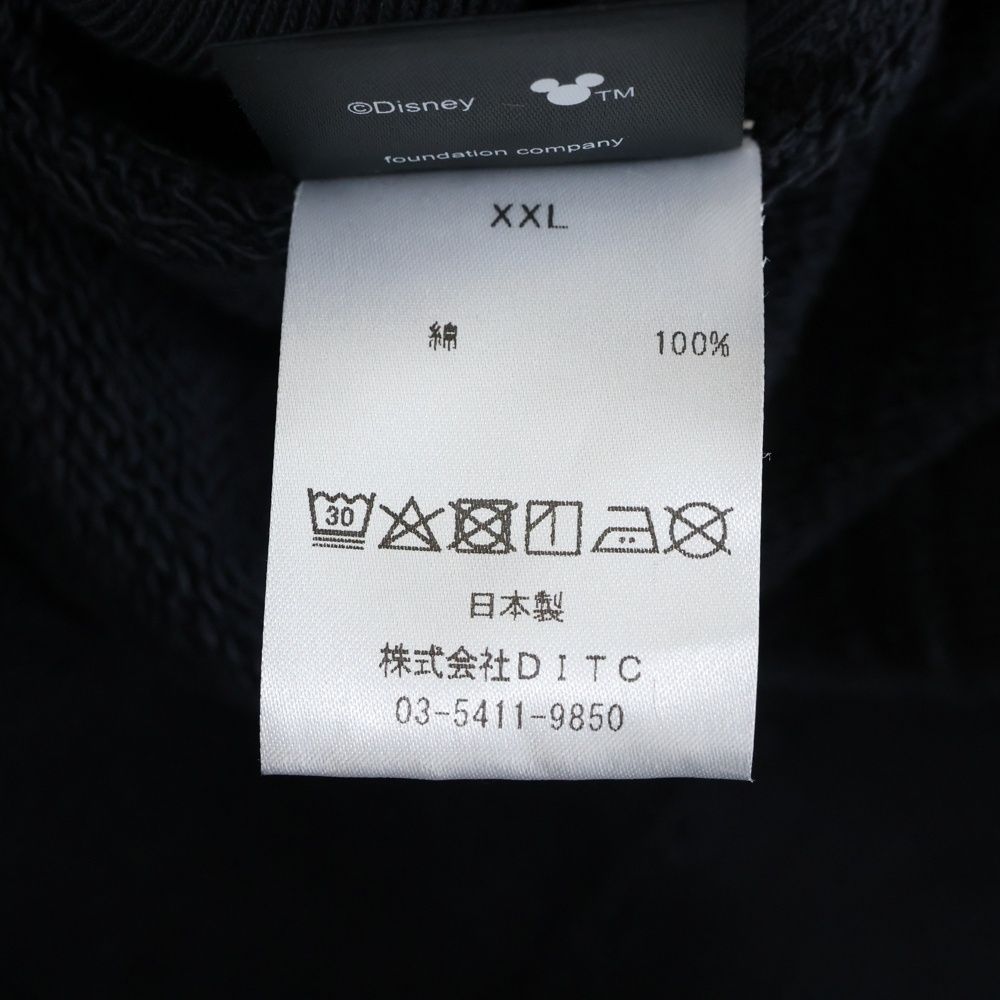 ©Disney TM
foundation company
XXL
綿 100%
30
日本製
株式会社DITC
03-5411-9850